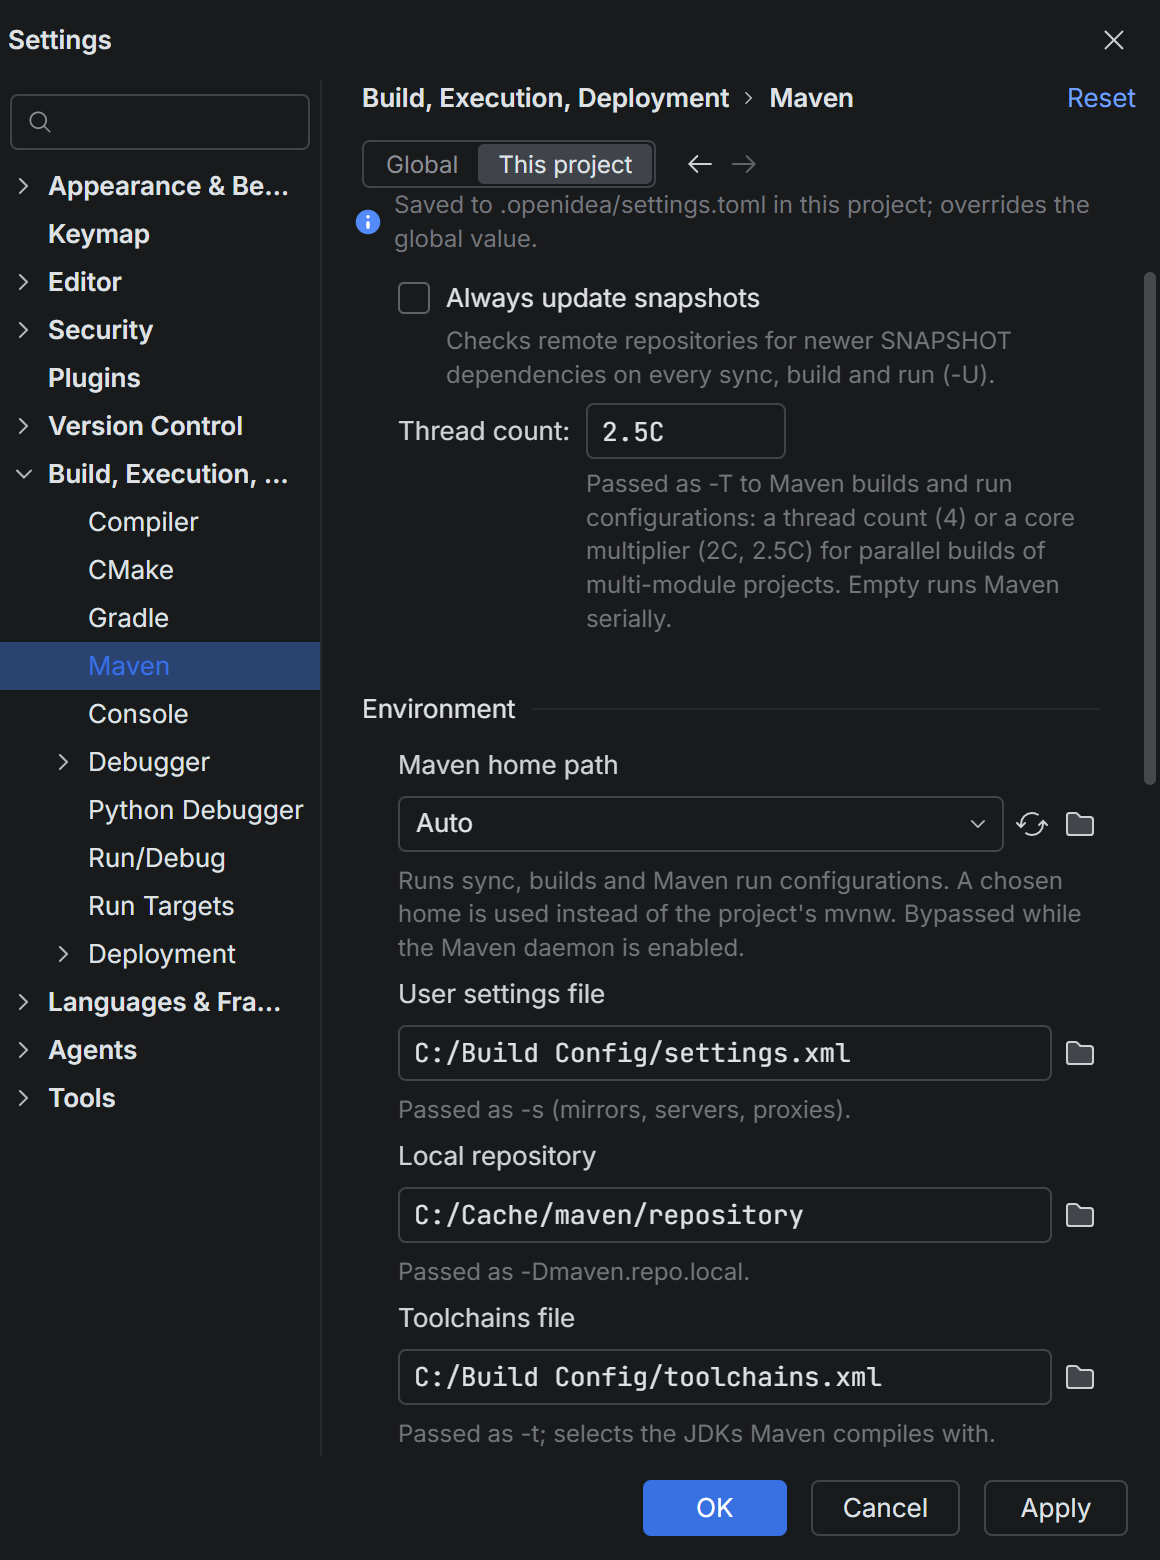 Settings
Appearance & Be...
Keymap
Editor
Security
Plugins
Version Control
Build, Execution, ...
Compiler
CMake
Gradle
Maven
Console
Debugger
Python Debugger
Run/Debug
Run Targets
Deployment
Languages & Fra...
Agents
Tools
Build, Execution, Deployment › Maven
Reset
Global
This project
Saved to .openidea/settings.toml in this project; overrides the
global value.
Always update snapshots
Checks remote repositories for newer SNAPSHOT
dependencies on every sync, build and run (-U).
Thread count: 2.5C
Passed as -T to Maven builds and run
configurations: a thread count (4) or a core
multiplier (2C, 2.5C) for parallel builds of
multi-module projects. Empty runs Maven
serially.
Environment
Maven home path
Auto
Runs sync, builds and Maven run configurations. A chosen
home is used instead of the project's mvnw. Bypassed while
the Maven daemon is enabled.
User settings file
C:/Build Config/settings.xml
Passed as -s (mirrors, servers, proxies).
Local repository
C:/Cache/maven/repository
Passed as -Dmaven.repo.local.
Toolchains file
C:/Build Config/toolchains.xml
Passed as -t; selects the JDKs Maven compiles with.
OK
Cancel
Apply